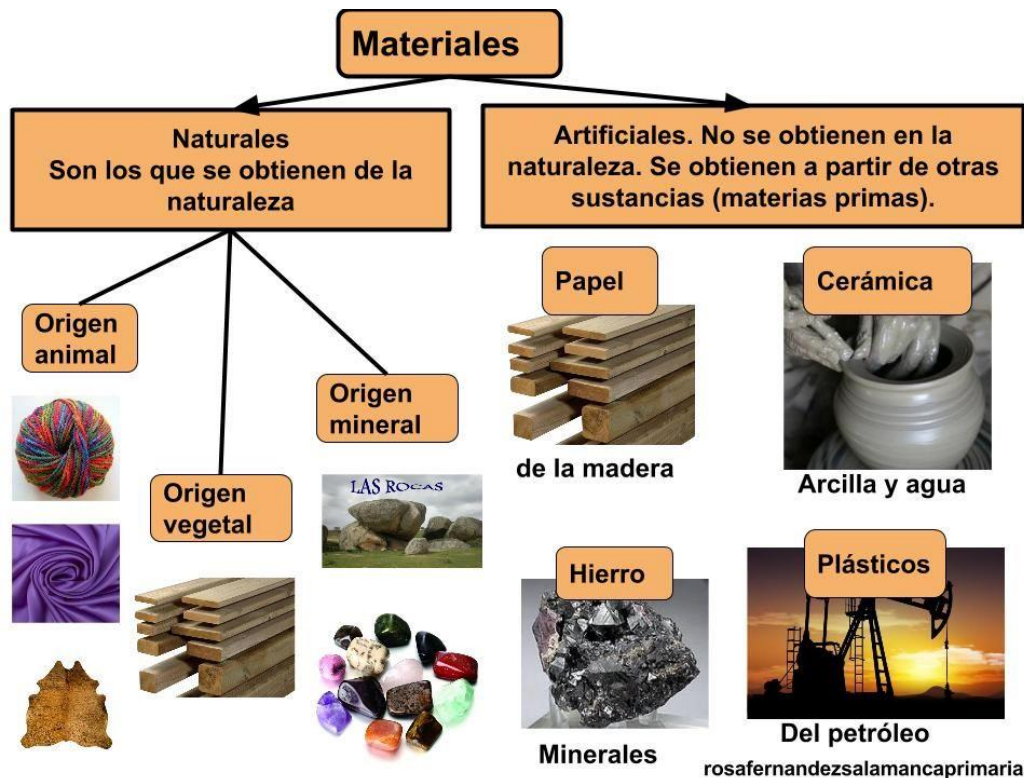 Materiales
Naturales
Son los que se obtienen de la
naturaleza
Artificiales. No se obtienen en la
naturaleza. Se obtienen a partir de otras
sustancias (materias primas).
Origen
animal
Origen
vegetal
Origen
mineral
LAS ROCAS
Papel
de la madera
Cerámica
Arcilla y agua
Hierro
Minerales
Plásticos
Del petróleo
rosafernandezsalamancaprimaria